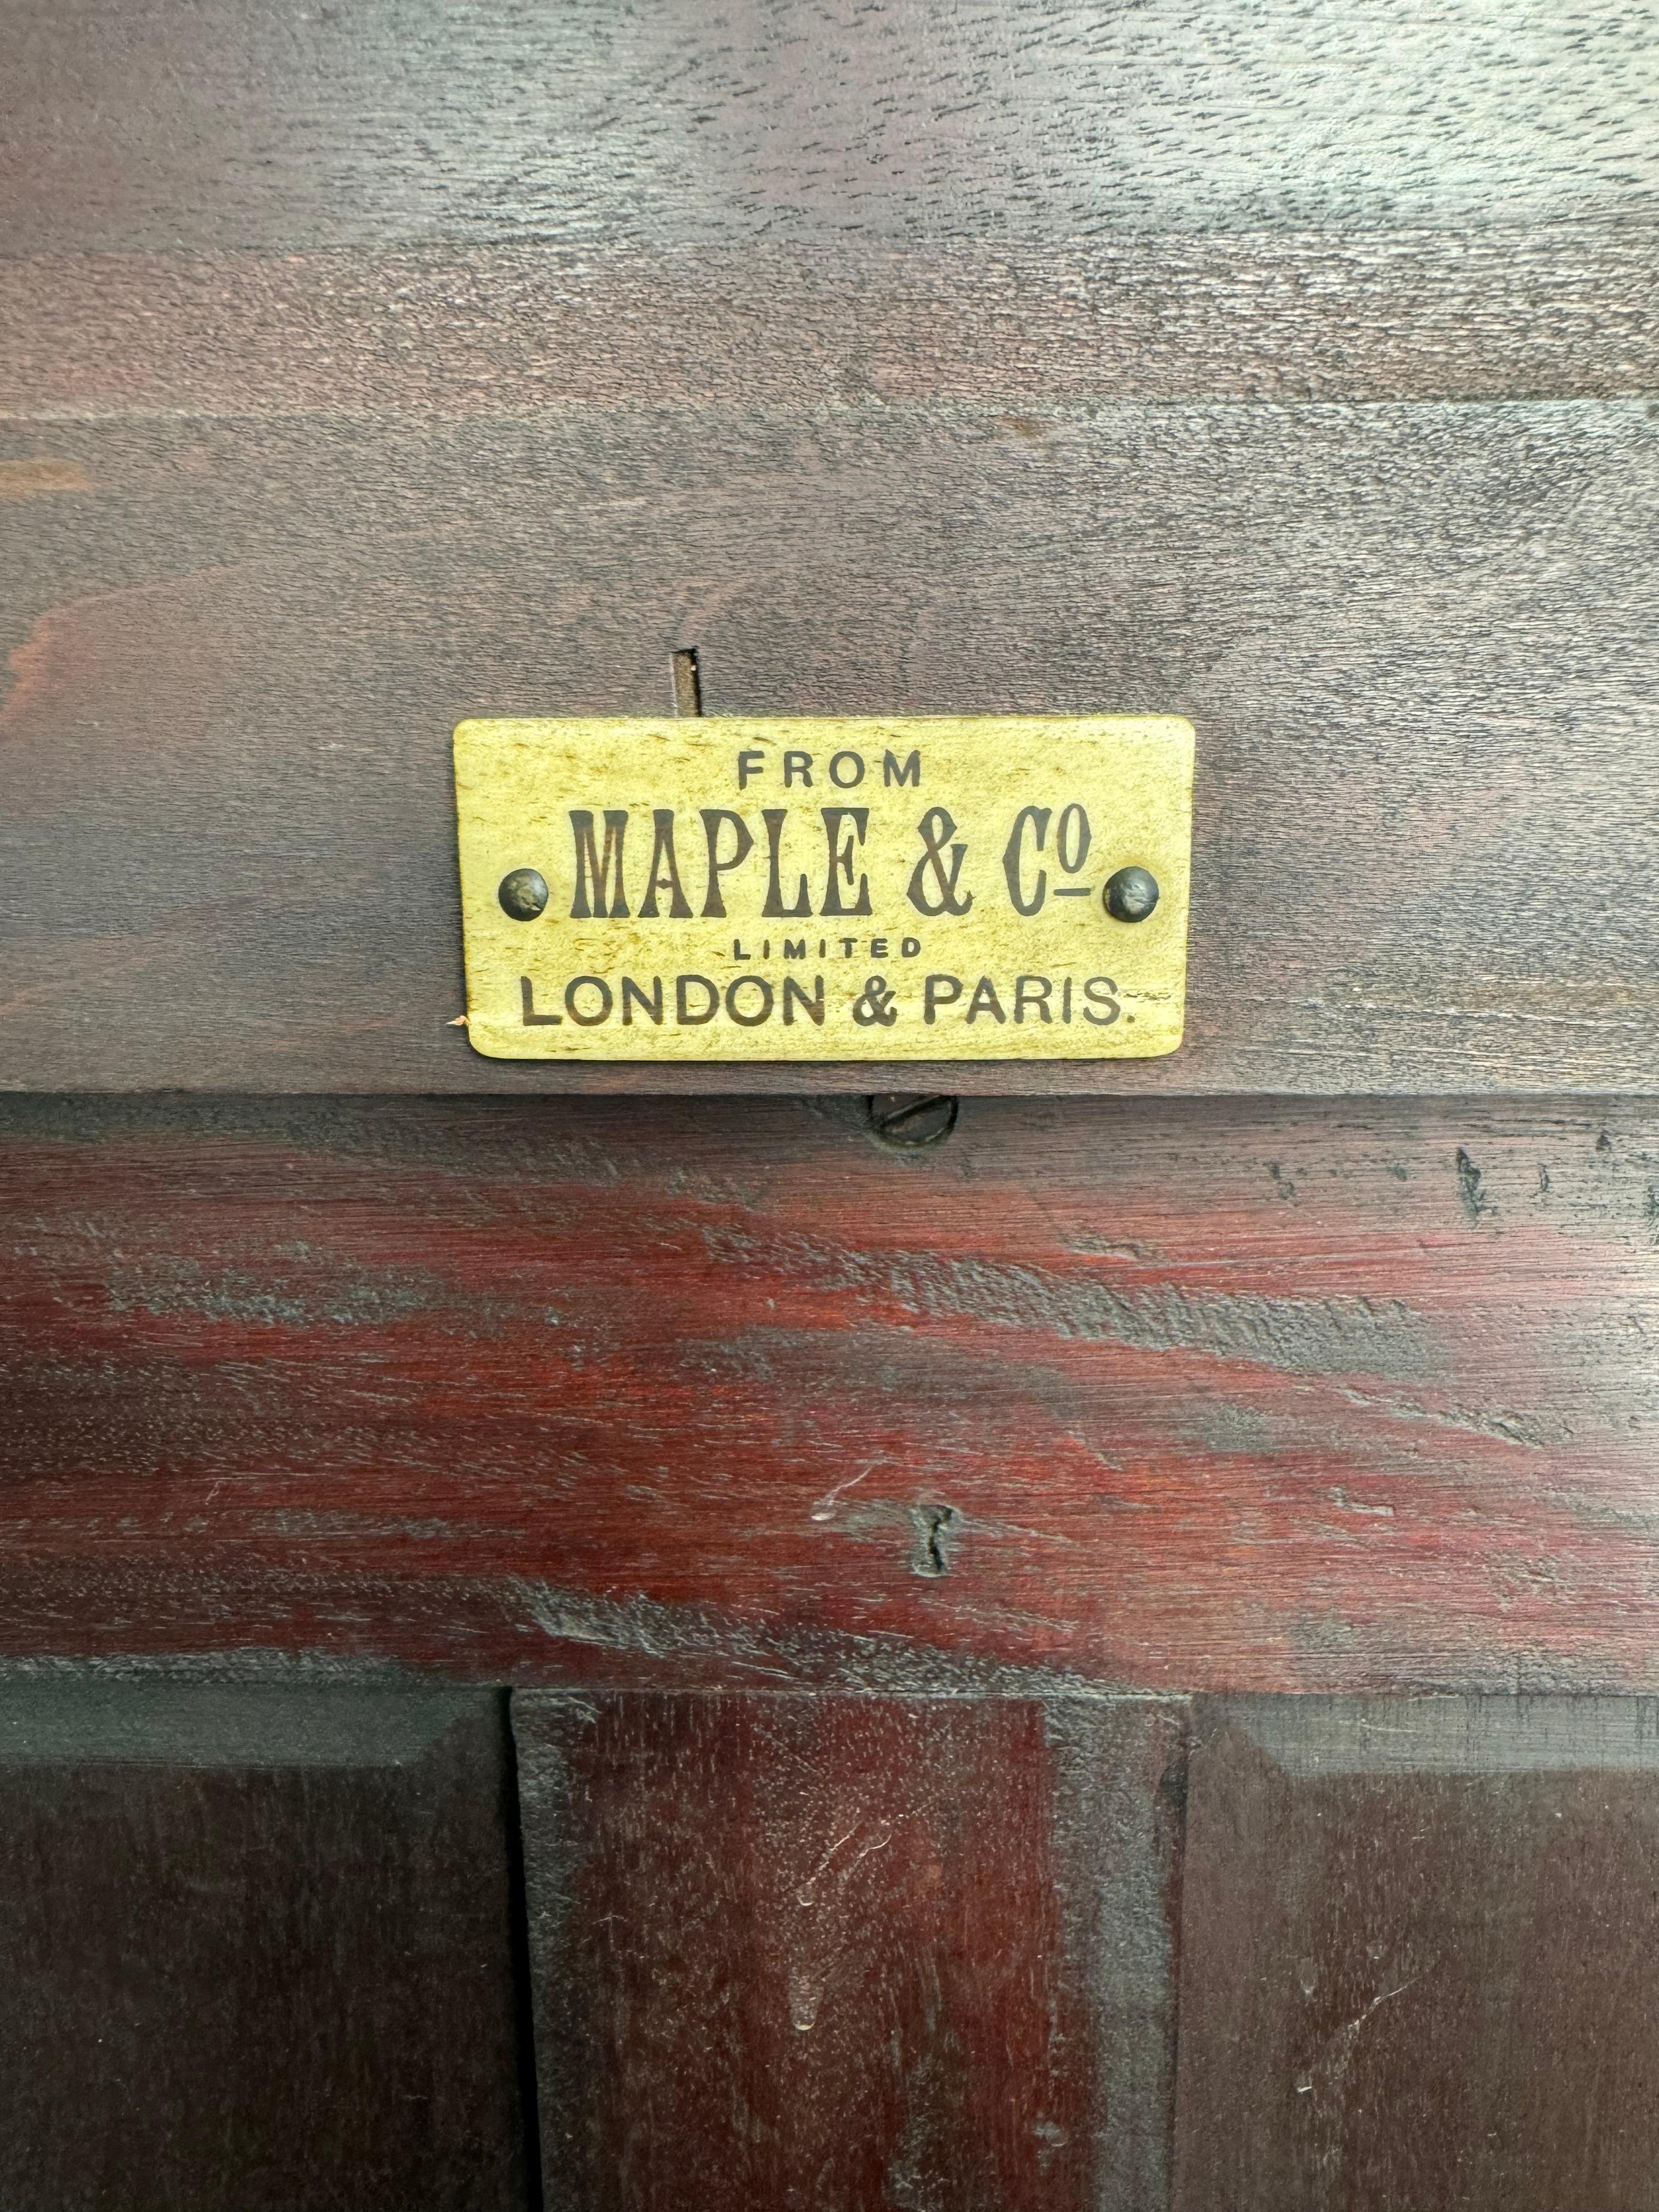 FROM
MAPLE & Cº
LIMITED
LONDON & PARIS.